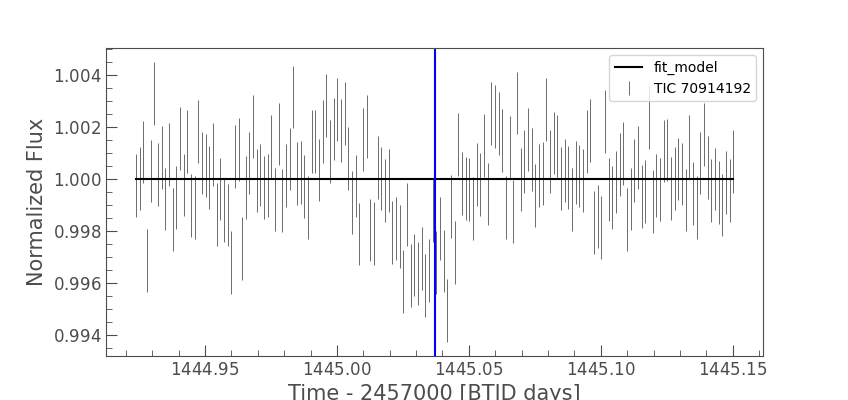 fit_model
TIC 70914192
1.004
1.002
1.000
0.998
0.996
0.994
Normalized Flux
1444.95
1445.00
1445.05
1445.10
1445.15
Time - 2457000 [BTJD days]